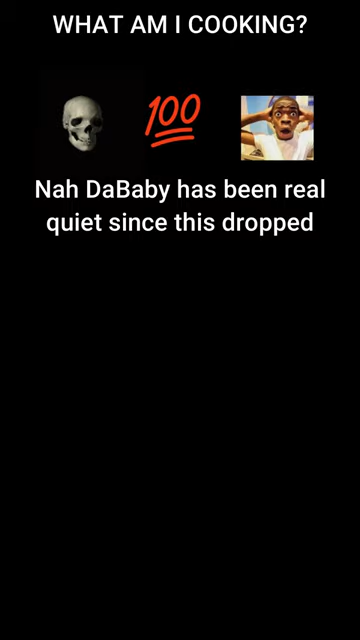 WHAT AM I COOKING?
💯
Nah DaBaby has been real
quiet since this dropped